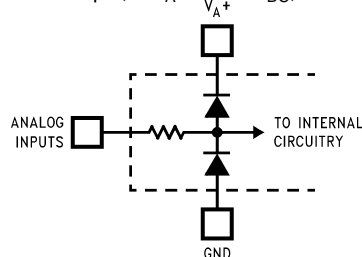 VA+
ANALOG
INPUTS
TO INTERNAL
CIRCUITRY
GND